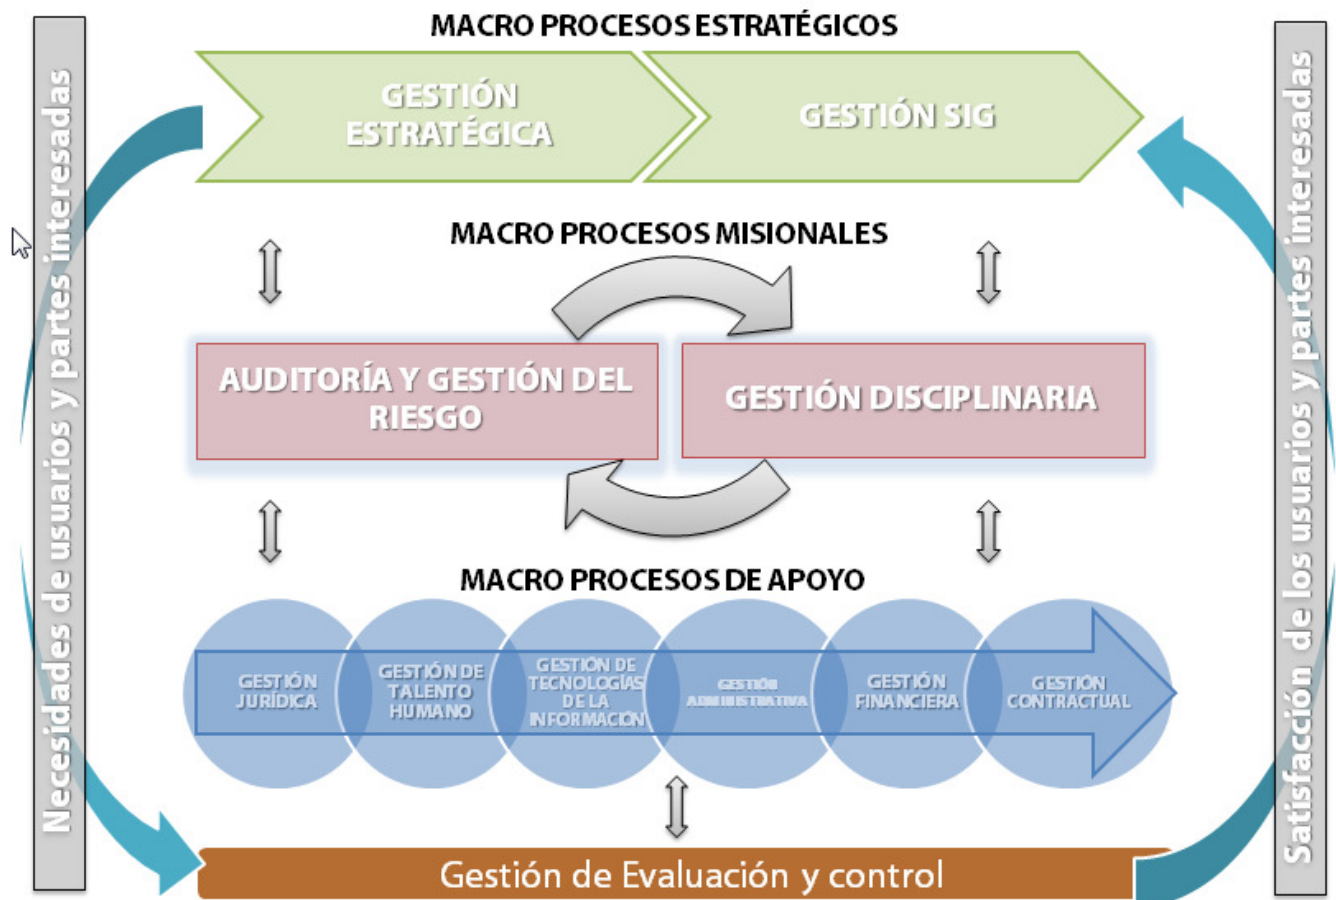 MACRO PROCESOS ESTRATÉGICOS
GESTIÓN
ESTRATÉGICA
GESTIÓN SIG
MACRO PROCESOS MISIONALES
AUDITORÍA Y GESTIÓN DEL
RIESGO
GESTIÓN DISCIPLINARIA
MACRO PROCESOS DE APOYO
GESTIÓN
JURÍDICA
GESTIÓN DE
TALENTO
HUMANO
GESTIÓN DE
TECNOLOGÍAS
DE LA
INFORMACIÓN
GESTIÓN
ADMINISTRATIVA
GESTIÓN
FINANCIERA
GESTIÓN
CONTRACTUAL
Gestión de Evaluación y control
Necesidades de usuarios y partes interesadas
Satisfacción de los usuarios y partes interesadas